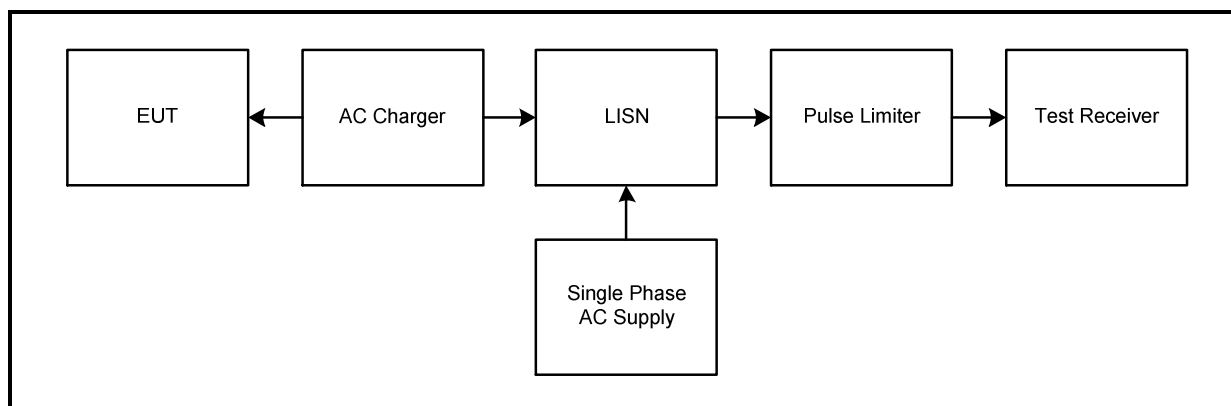 EUT
AC Charger
LISN
Pulse Limiter
Test Receiver
Single Phase
AC Supply